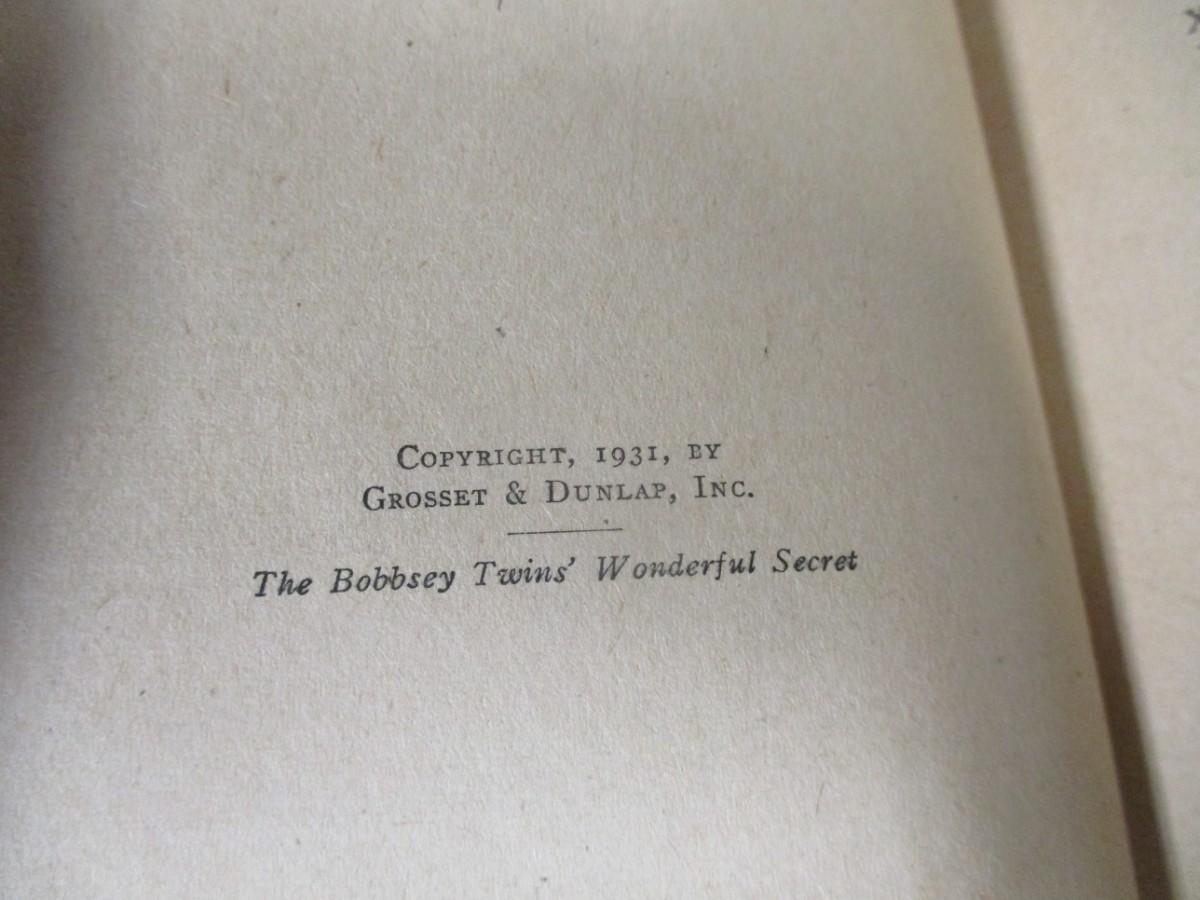 COPYRIGHT, 1931, BY
GROSSET & DUNLAP, INC.
The Bobbsey Twins' Wonderful Secret